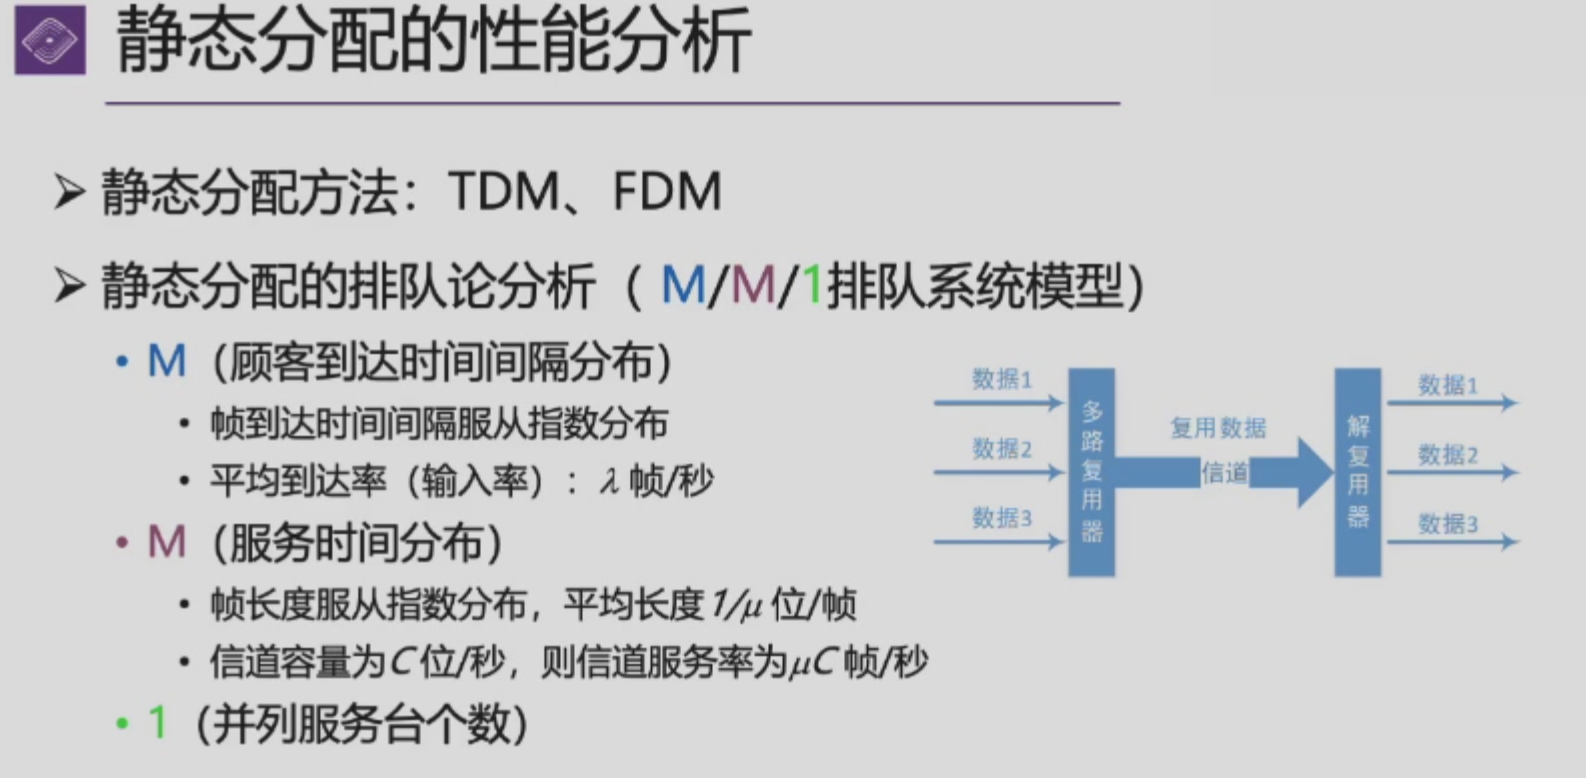 静态分配的性能分析
➢ 静态分配方法：TDM、FDM
➢ 静态分配的排队论分析（ M/M/1排队系统模型）
• M（顾客到达时间间隔分布）
• 帧到达时间间隔服从指数分布
• 平均到达率（输入率）：λ 帧/秒
• M（服务时间分布）
• 帧长度服从指数分布，平均长度1/μ 位/帧
• 信道容量为C位/秒，则信道服务率为μC 帧/秒
• 1（并列服务台个数）
数据1
数据2
数据3
多路复用器
复用数据
信道
解复用器
数据1
数据2
数据3